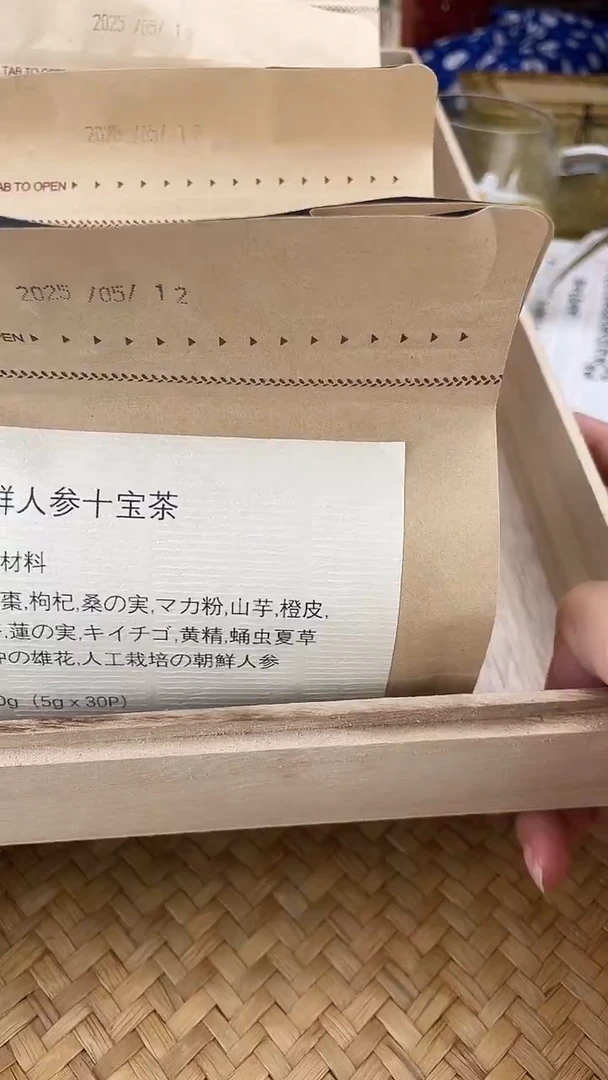 2025 /05/ 1
TAB TO OPEN
2025 /05/ 12
AB TO OPEN
2025 /05/ 12
PEN
鮮人参十宝茶
材料
棗,枸杞,桑の実,マカ粉,山芋,橙皮,
,蓮の実,キイチゴ,黄精,蛹虫夏草
の雄花,人工栽培の朝鮮人参
0g（5g x 30P）